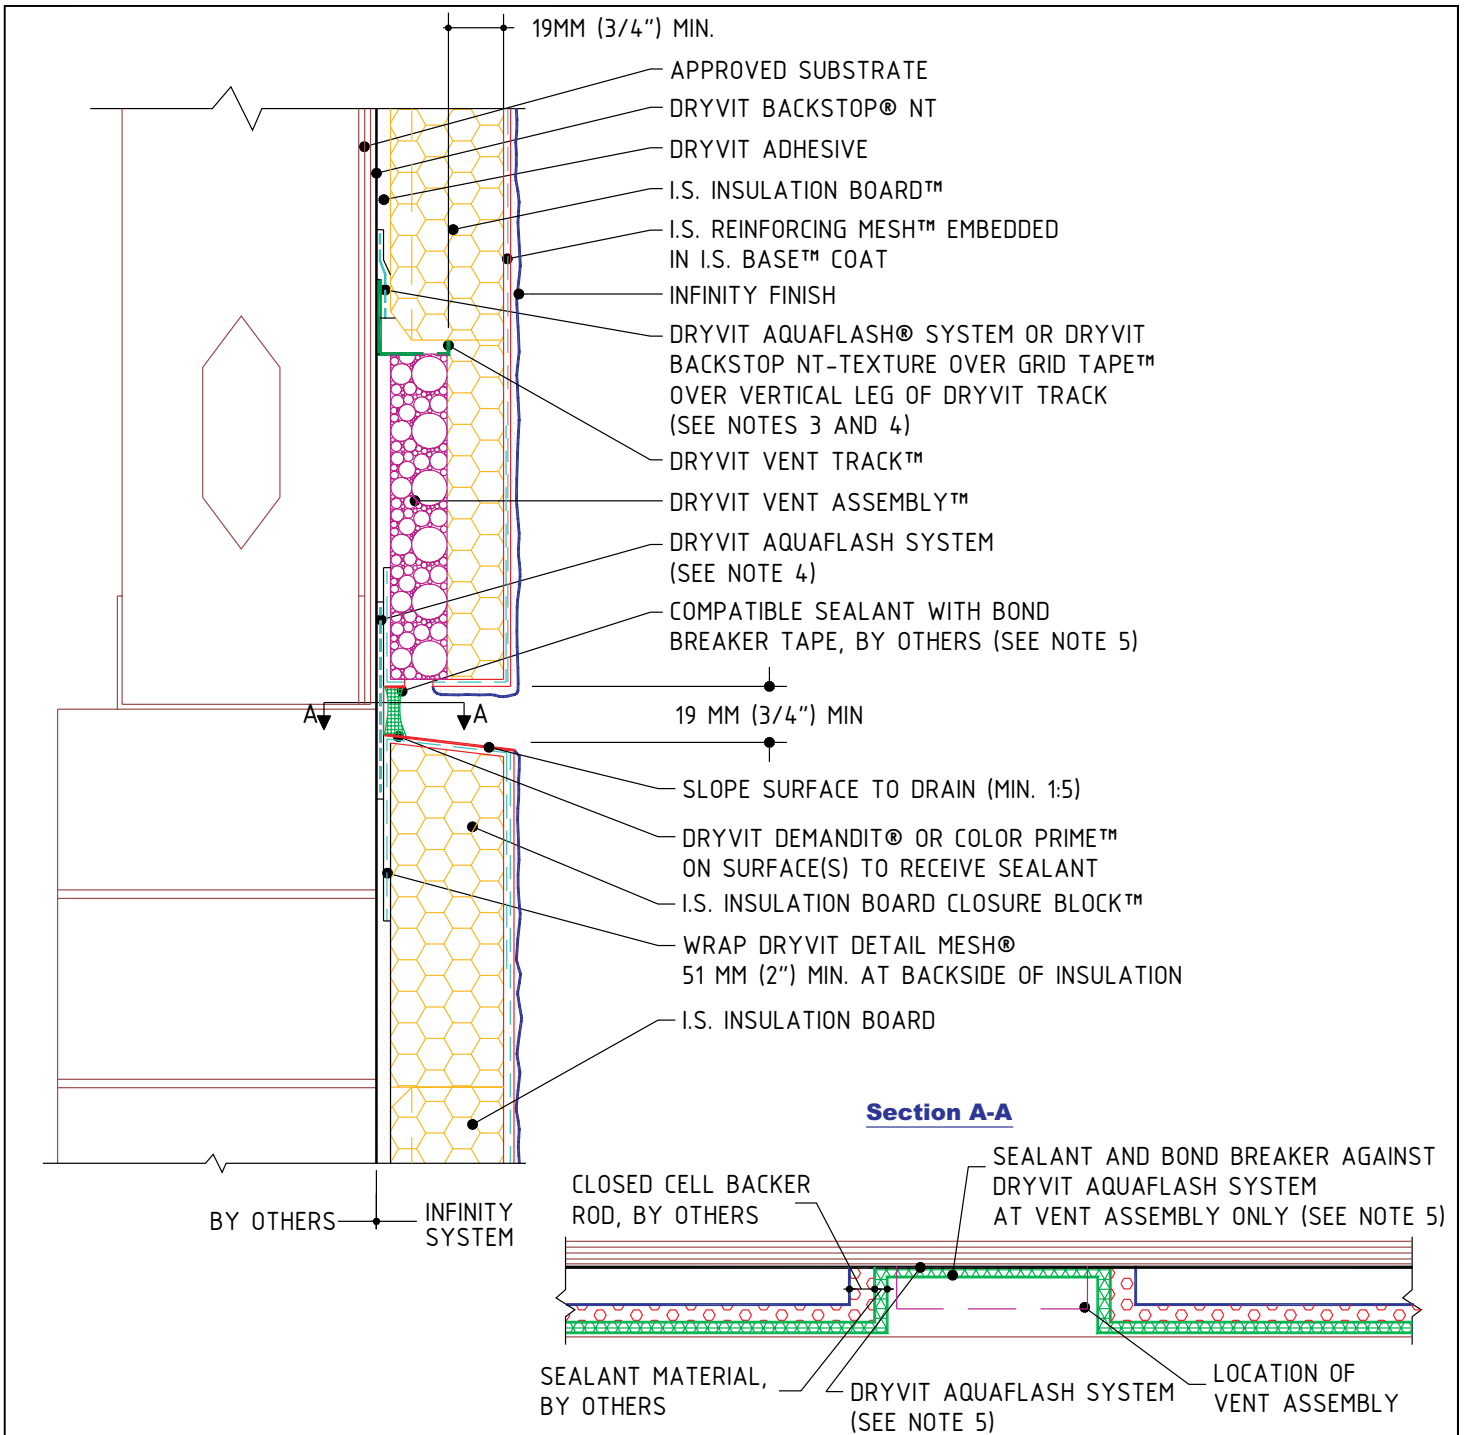 19MM (3/4") MIN.
APPROVED SUBSTRATE
DRYVIT BACKSTOP® NT
DRYVIT ADHESIVE
I.S. INSULATION BOARD™
I.S. REINFORCING MESH™ EMBEDDED
IN I.S. BASE™ COAT
INFINITY FINISH
DRYVIT AQUAFLASH® SYSTEM OR DRYVIT
BACKSTOP NT-TEXTURE OVER GRID TAPE™
OVER VERTICAL LEG OF DRYVIT TRACK
(SEE NOTES 3 AND 4)
DRYVIT VENT TRACK™
DRYVIT VENT ASSEMBLY™
DRYVIT AQUAFLASH SYSTEM
(SEE NOTE 4)
COMPATIBLE SEALANT WITH BOND
BREAKER TAPE, BY OTHERS (SEE NOTE 5)
A A
19 MM (3/4") MIN
SLOPE SURFACE TO DRAIN (MIN. 1:5)
DRYVIT DEMANDIT® OR COLOR PRIME™
ON SURFACE(S) TO RECEIVE SEALANT
I.S. INSULATION BOARD CLOSURE BLOCK™
WRAP DRYVIT DETAIL MESH®
51 MM (2") MIN. AT BACKSIDE OF INSULATION
I.S. INSULATION BOARD
BY OTHERS
INFINITY
SYSTEM
Section A-A
CLOSED CELL BACKER
ROD, BY OTHERS
SEALANT AND BOND BREAKER AGAINST
DRYVIT AQUAFLASH SYSTEM
AT VENT ASSEMBLY ONLY (SEE NOTE 5)
SEALANT MATERIAL,
BY OTHERS
DRYVIT AQUAFLASH SYSTEM
(SEE NOTE 5)
LOCATION OF
VENT ASSEMBLY